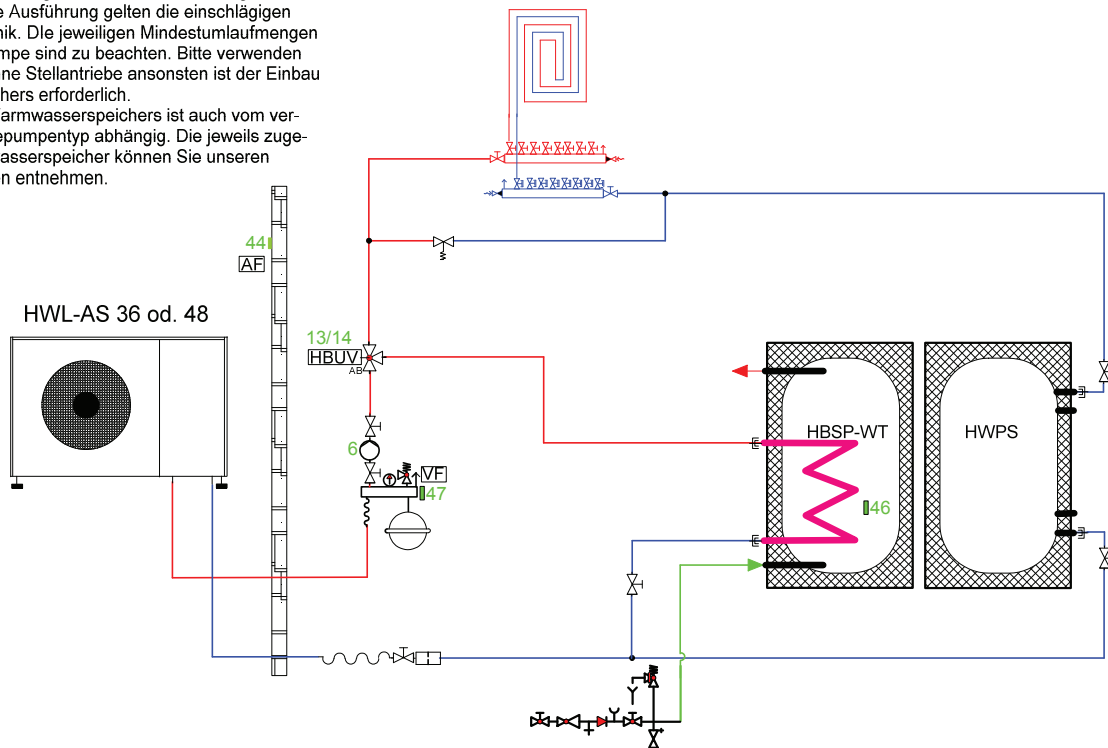 e Ausführung gelten die einschlägigen
nik. DIe jeweiligen Mindestumlaufmengen
mpe sind zu beachten. Bitte verwenden
ne Stellantriebe ansonsten ist der Einbau
chers erforderlich.
armwasserspeichers ist auch vom ver-
epumpentyp abhängig. Die jeweils zuge-
asserspeicher können Sie unseren
en entnehmen.
44
AF
HWL-AS 36 od. 48
13/14
HBUV
AB
6
VF
47
HBSP-WT
HWPS
46